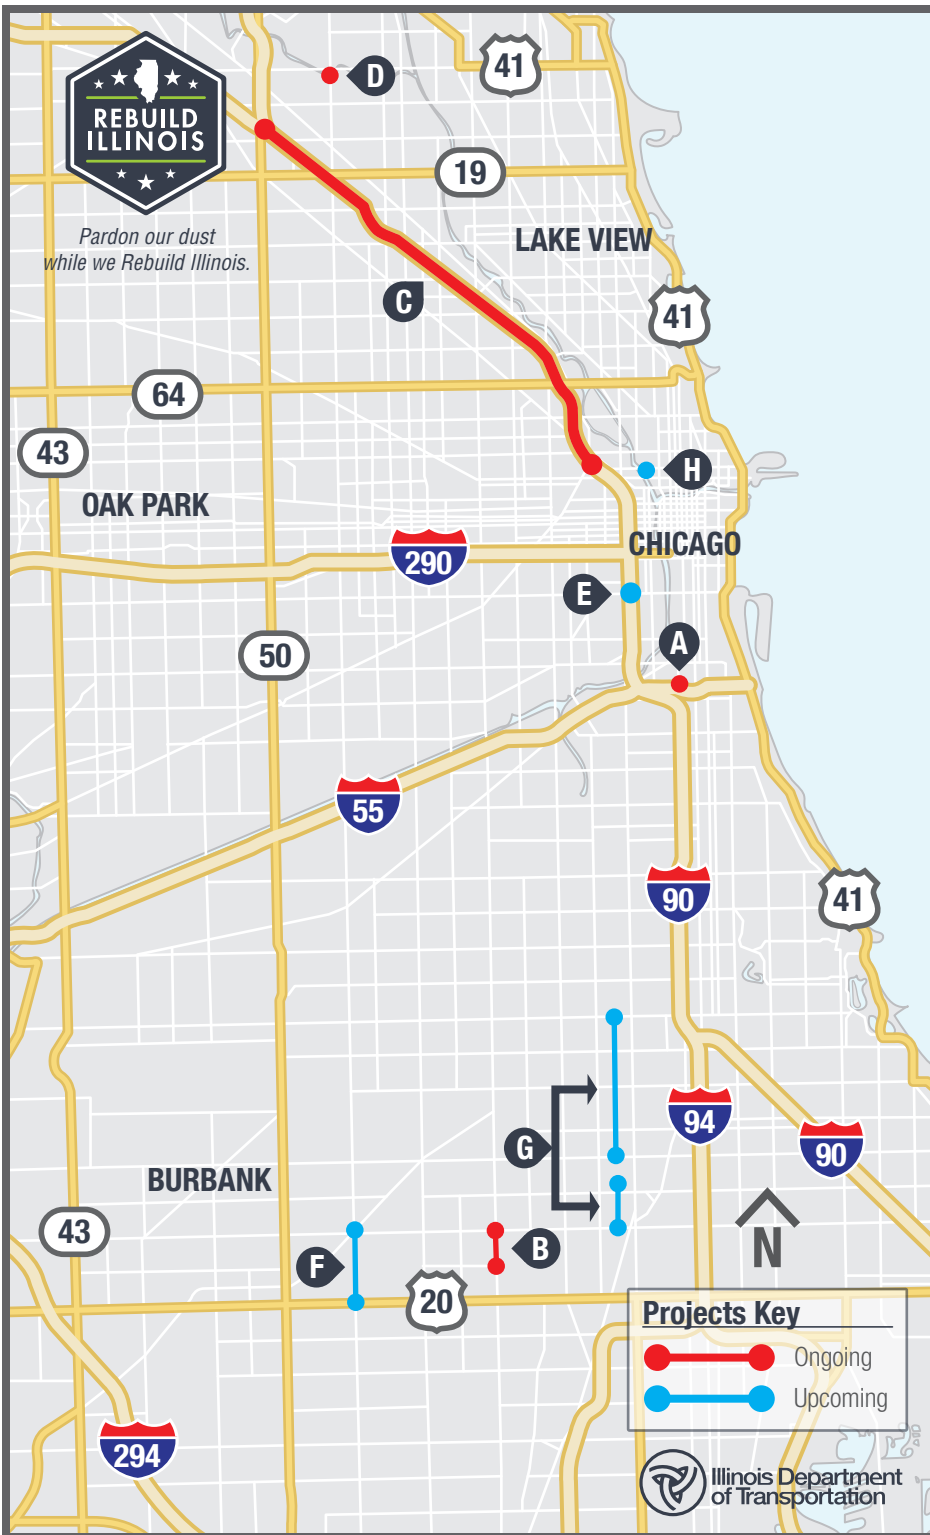 D
41
REBUILD
ILLINOIS
19
Pardon our dust
while we Rebuild Illinois.
LAKE VIEW
C
41
64
43
H
OAK PARK
CHICAGO
290
E
A
50
55
90
41
94
G
90
BURBANK
43
B
F
N
20
Projects Key
Ongoing
Upcoming
294
Illinois Department
of Transportation